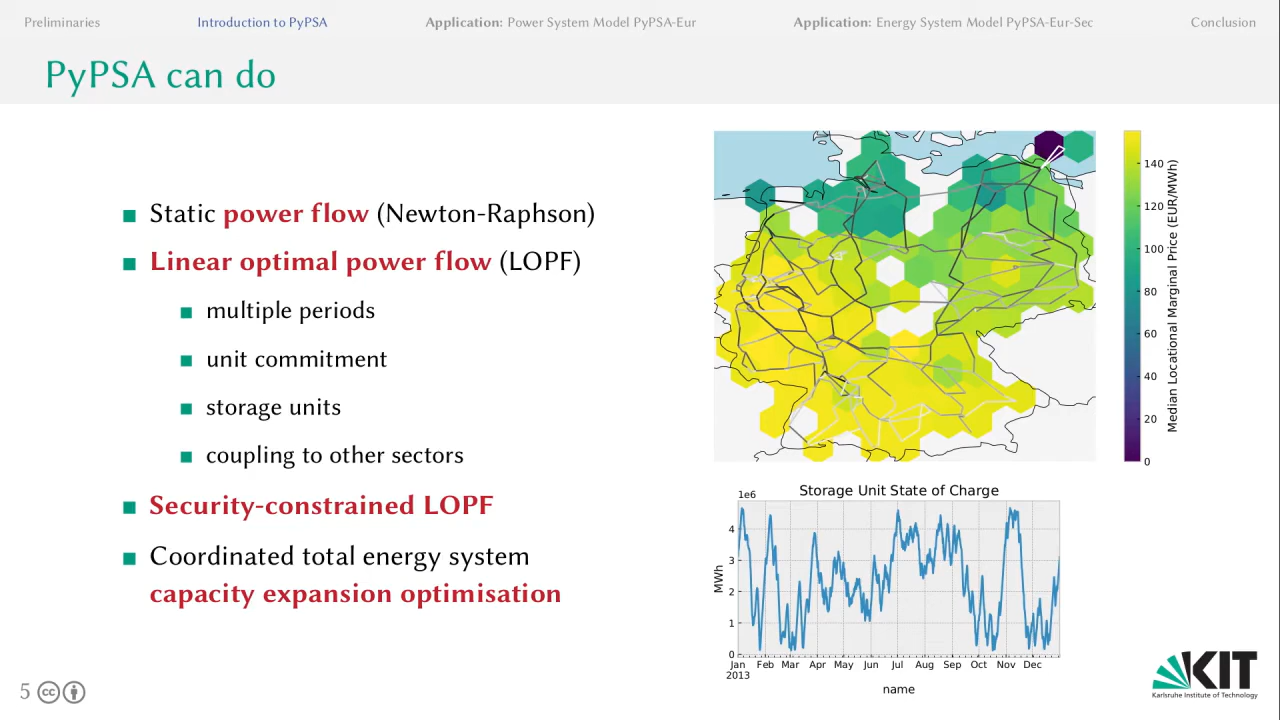 Preliminaries
Introduction to PyPSA
Application: Power System Model PyPSA-Eur
Application: Energy System Model PyPSA-Eur-Sec
Conclusion
PyPSA can do
Static power flow (Newton-Raphson)
Linear optimal power flow (LOPF)
multiple periods
unit commitment
storage units
coupling to other sectors
Security-constrained LOPF
Coordinated total energy system
capacity expansion optimisation
140
120
100
80
60
40
20
0
Median Locational Marginal Price (EUR/MWh)
Storage Unit State of Charge
1e6
4
3
2
1
0
MWh
Jan Feb Mar Apr May Jun Jul Aug Sep Oct Nov Dec
2013
name
5
cc
KIT
Karlsruhe Institute of Technology